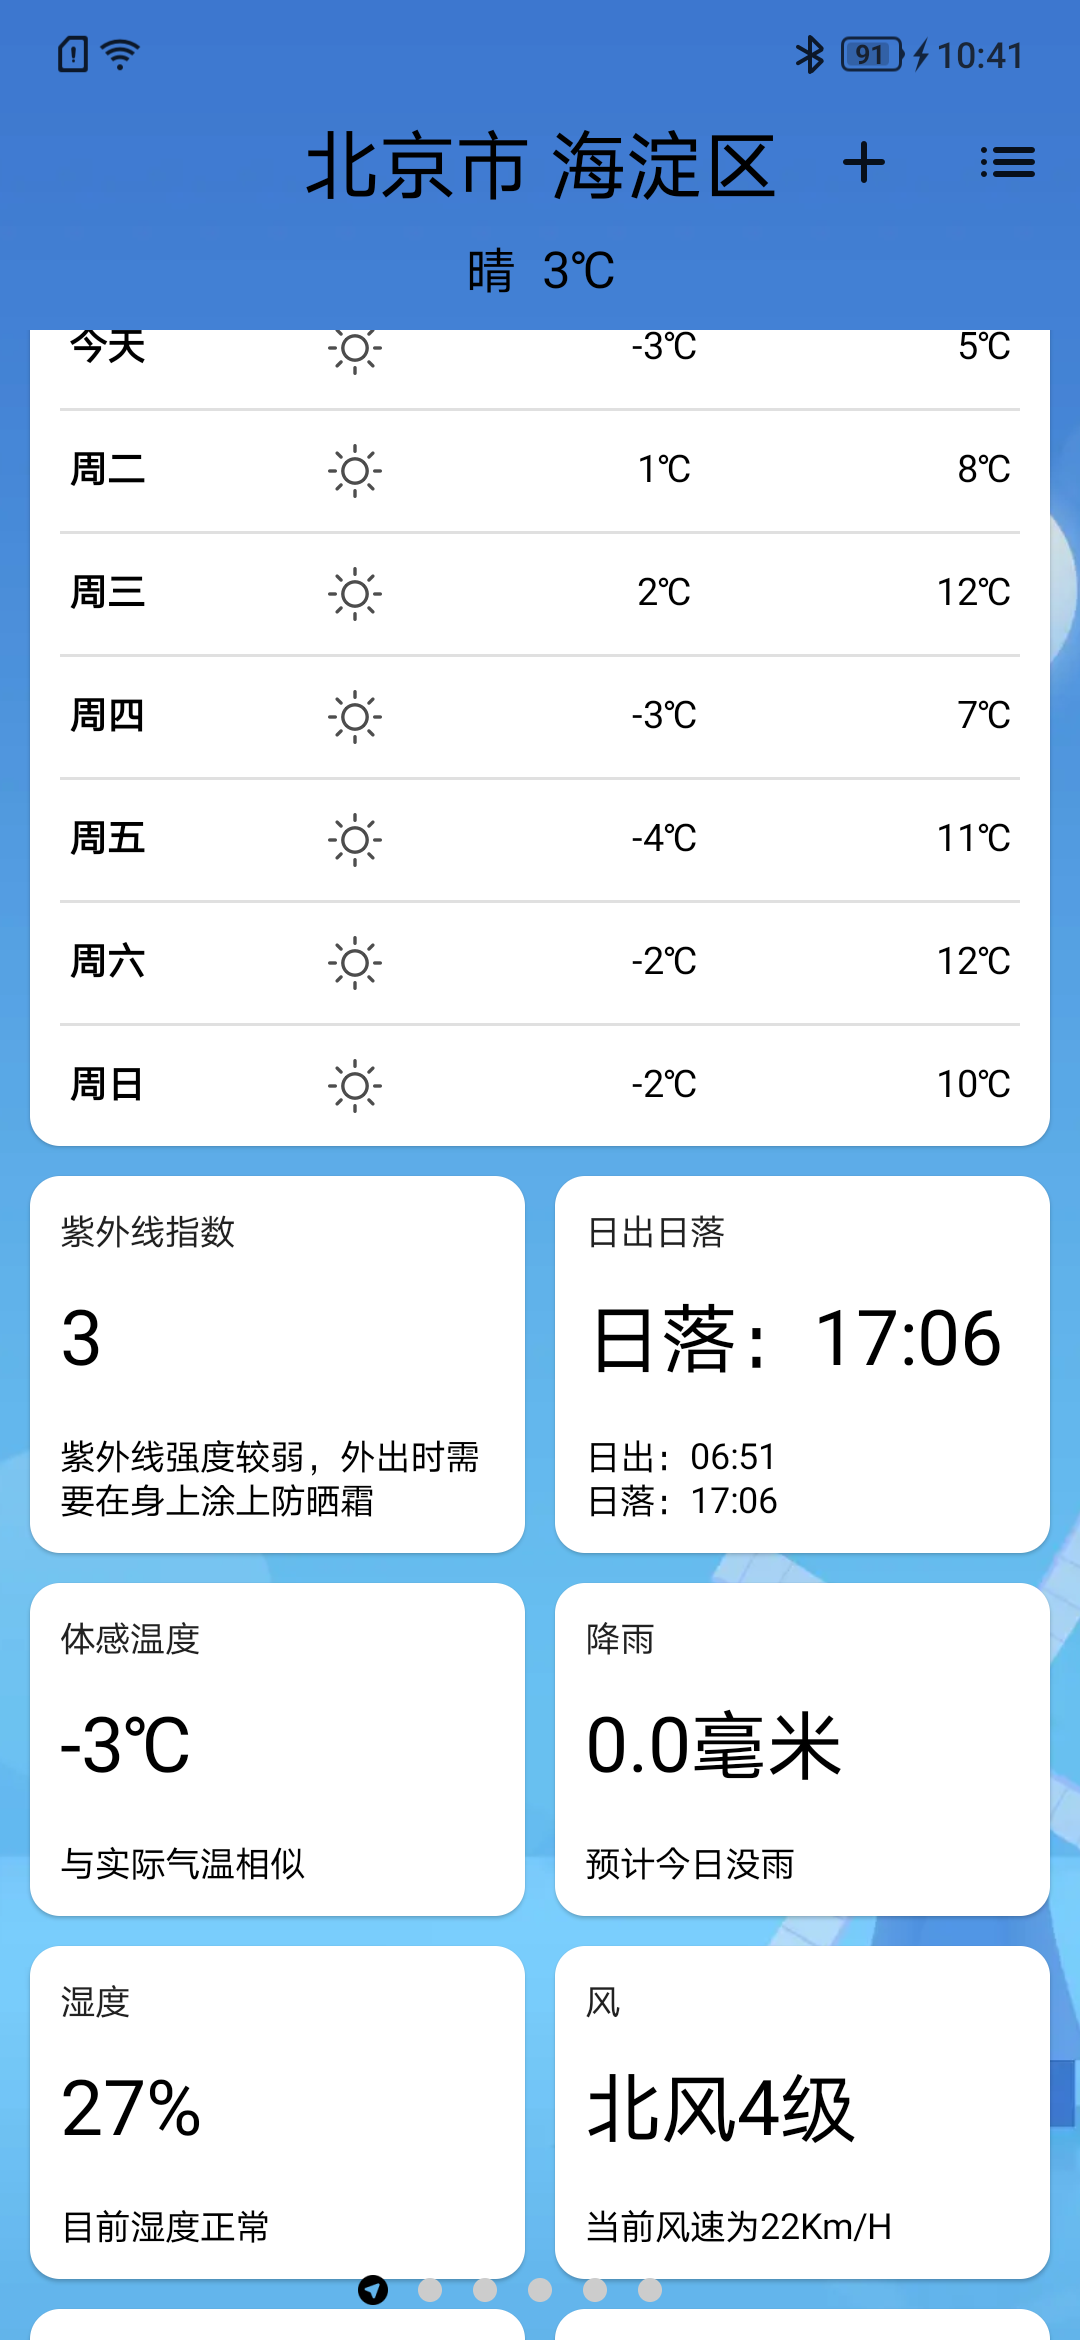 91 10:41
北京市 海淀区
晴 3℃
今天 -3℃ 5℃
周二 1℃ 8℃
周三 2℃ 12℃
周四 -3℃ 7℃
周五 -4℃ 11℃
周六 -2℃ 12℃
周日 -2℃ 10℃
紫外线指数
3
紫外线强度较弱，外出时需
要在身上涂上防晒霜
日出日落
日落：17:06
日出：06:51
日落：17:06
体感温度
-3℃
与实际气温相似
降雨
0.0毫米
预计今日没雨
湿度
27%
目前湿度正常
风
北风4级
当前风速为22Km/H